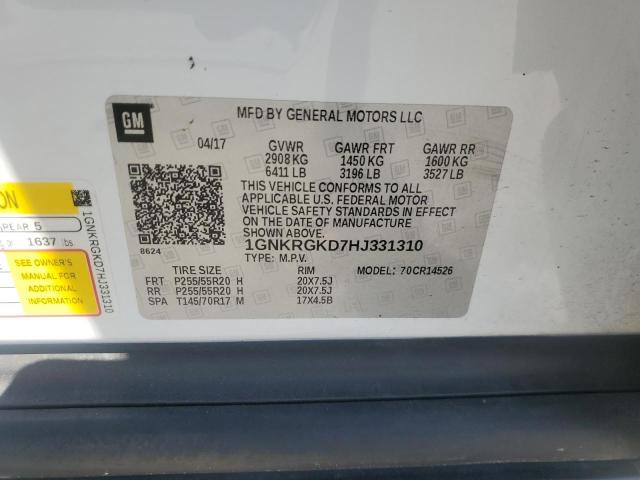 GM
MFD BY GENERAL MOTORS LLC
04/17 GVWR GAWR FRT GAWR RR
2908 KG 1450 KG 1600 KG
6411 LB 3196 LB 3527 LB
THIS VEHICLE CONFORMS TO ALL
APPLICABLE U.S. FEDERAL MOTOR
VEHICLE SAFETY STANDARDS IN EFFECT
ON THE DATE OF MANUFACTURE
SHOWN ABOVE.
8624 1GNKRGKD7HJ331310
TYPE: M.P.V.
TIRE SIZE RIM MODEL: 70CR14526
FRT P255/55R20 H 20X7.5J
RR P255/55R20 H 20X7.5J
SPA T145/70R17 M 17X4.5B
ON
REAR 5
1637 lbs
SEE OWNER'S
MANUAL FOR
ADDITIONAL
INFORMATION
1GNKRGKD7HJ331310